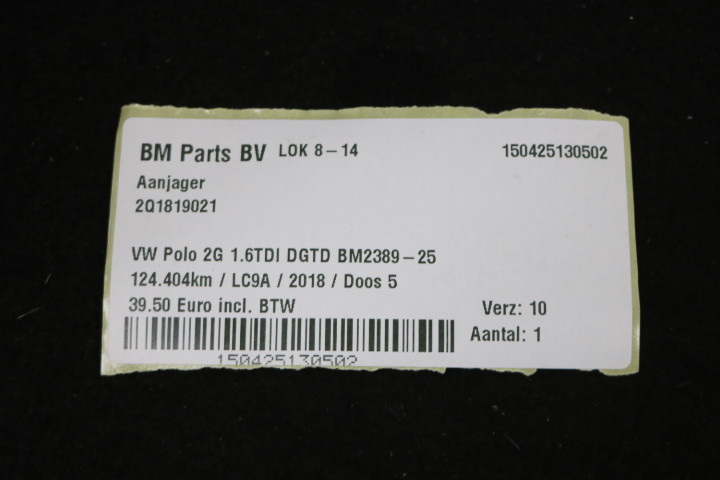 BM Parts BV LOK 8-14 150425130502
Aanjager
2Q1819021
VW Polo 2G 1.6TDI DGTD BM2389-25
124.404km / LC9A / 2018 / Doos 5
39.50 Euro incl. BTW Verz: 10
Aantal: 1
150425130502